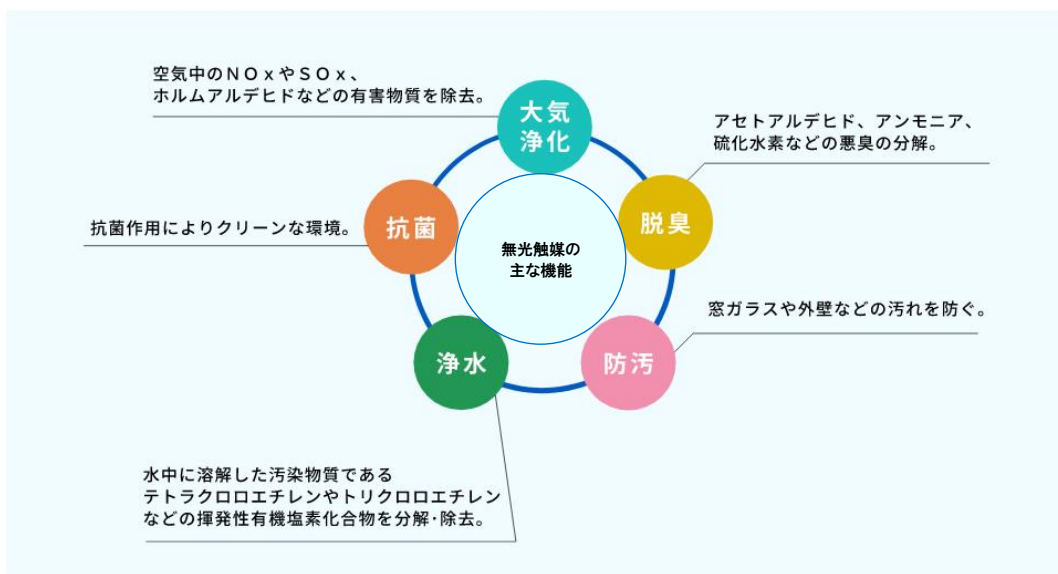 空気中のNOxやSOx、
ホルムアルデヒドなどの有害物質を除去。
大気
浄化
アセトアルデヒド、アンモニア、
硫化水素などの悪臭の分解。
脱臭
抗菌作用によりクリーンな環境。
抗菌
無光触媒の
主な機能
窓ガラスや外壁などの汚れを防ぐ。
防汚
浄水
水中に溶解した汚染物質である
テトラクロロエチレンやトリクロロエチレン
などの揮発性有機塩素化合物を分解･除去。